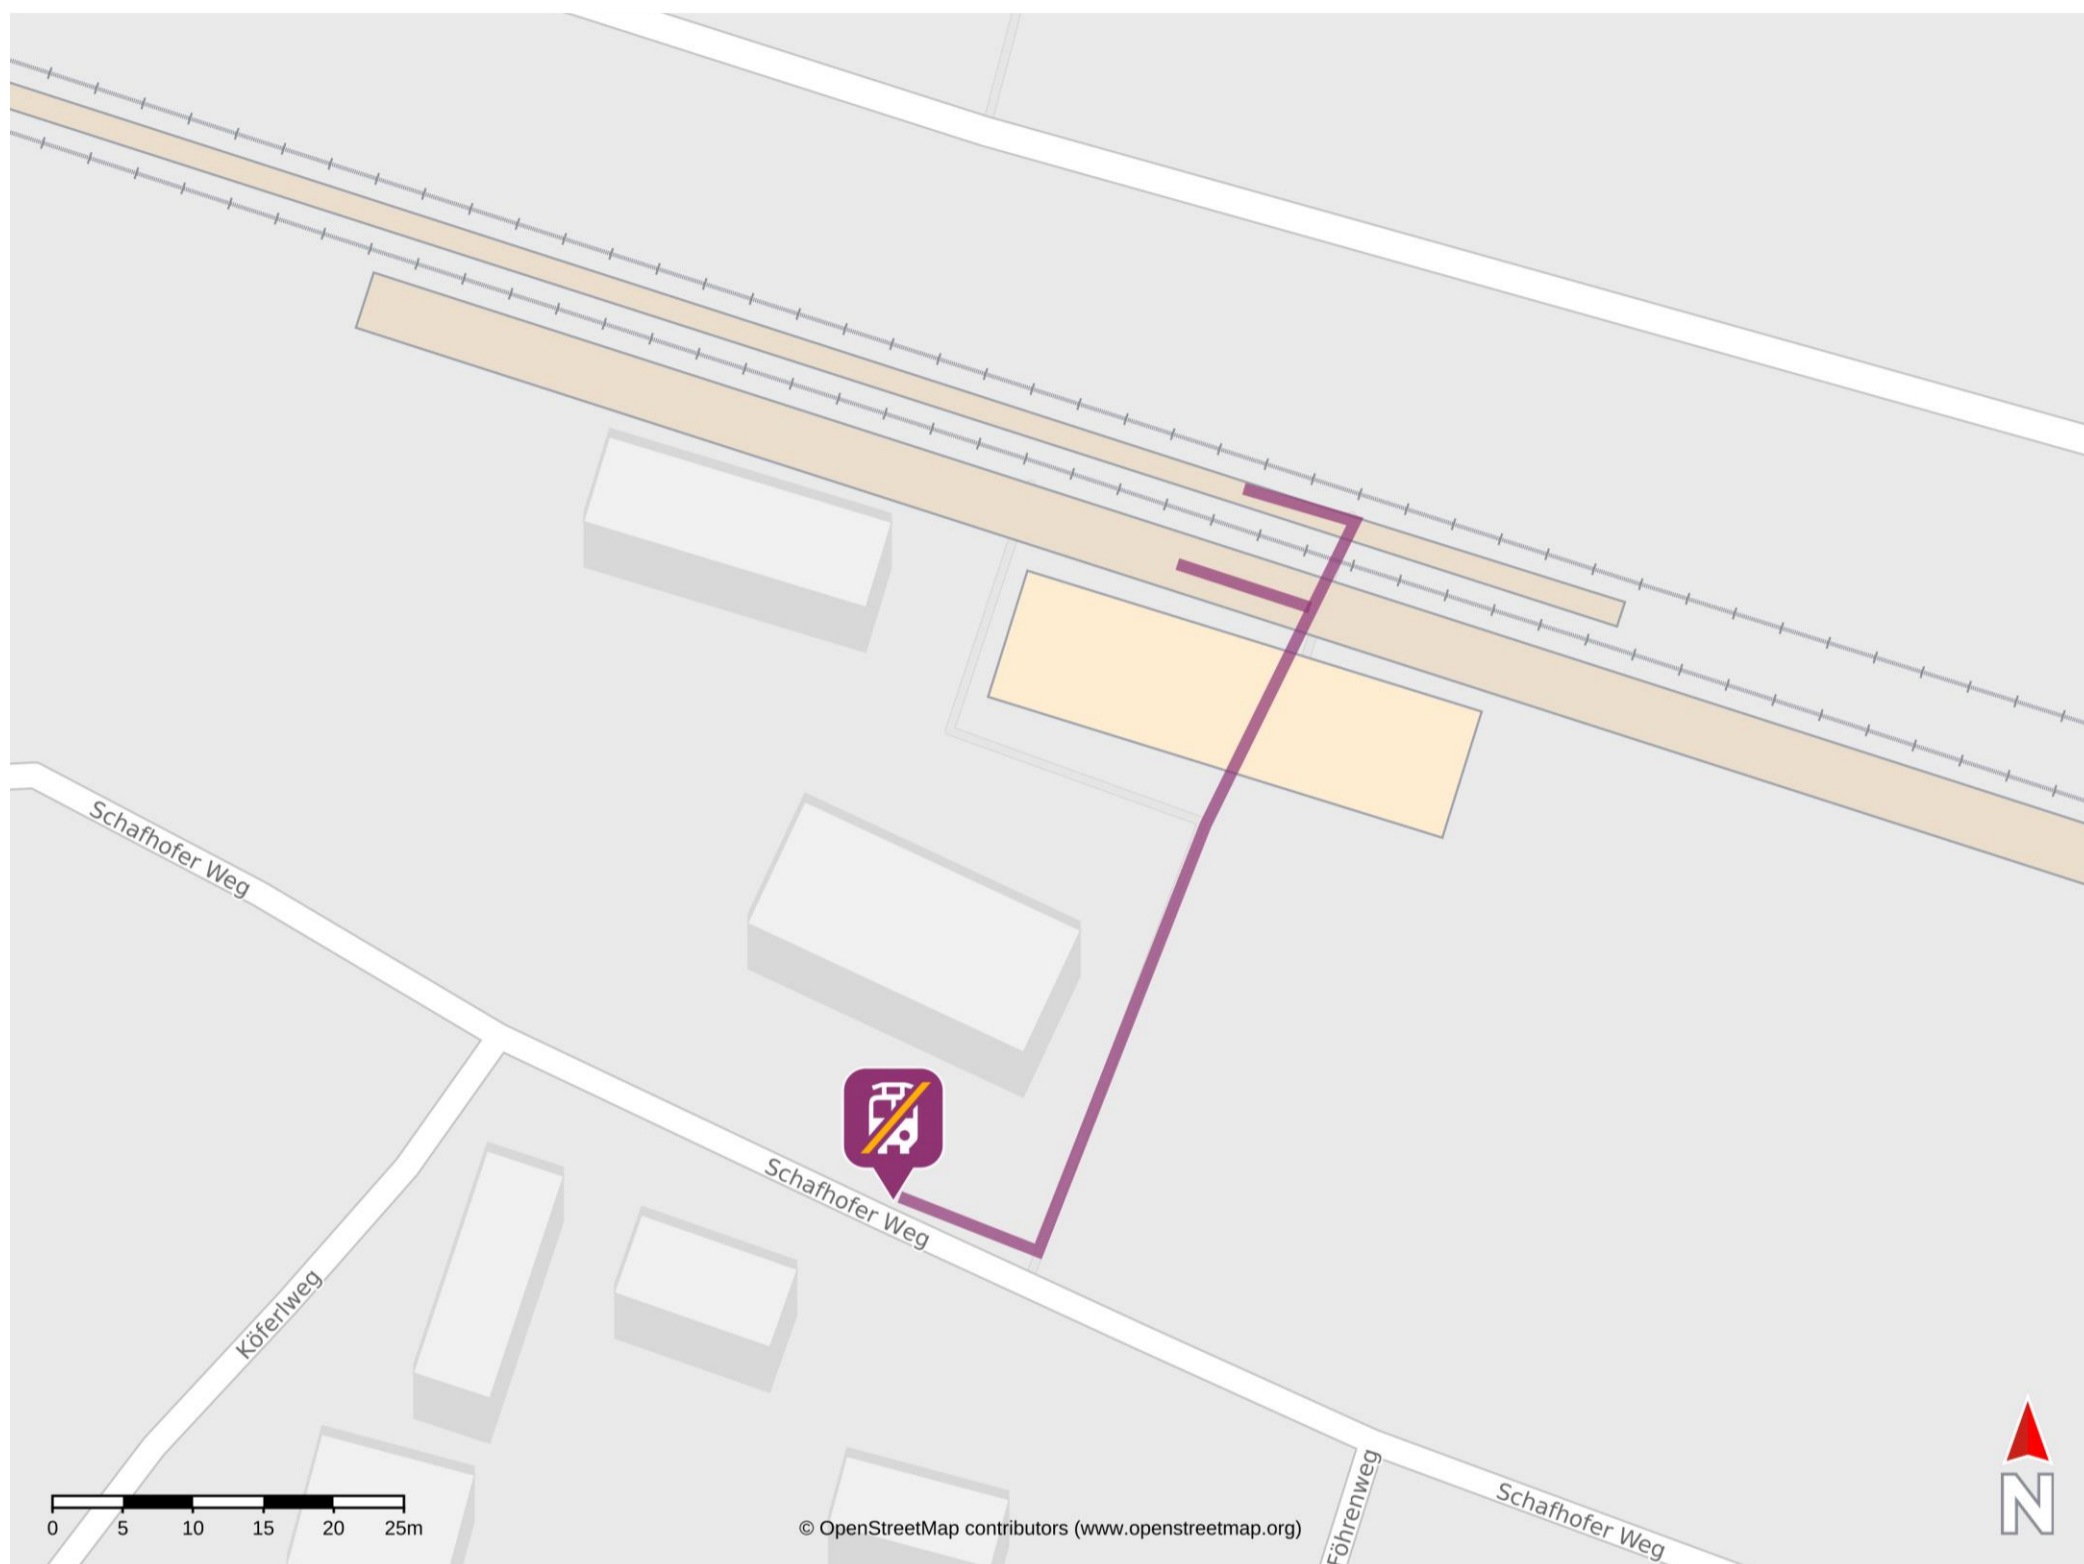 Schafhofer Weg
Schafhofer Weg
Köferlweg
Föhrenweg
Schafhofer Weg
0 5 10 15 20 25m
© OpenStreetMap contributors (www.openstreetmap.org)
N